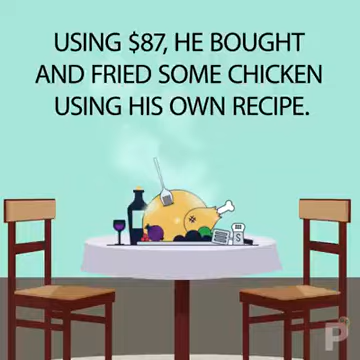 USING $87, HE BOUGHT
AND FRIED SOME CHICKEN
USING HIS OWN RECIPE.
$
P